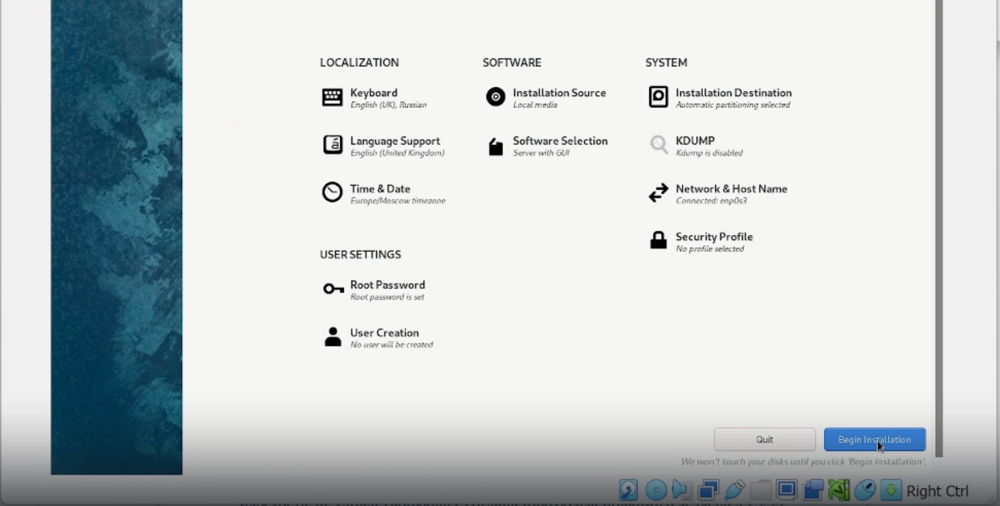 LOCALIZATION
Keyboard
English (UK), Russian
Language Support
English (United Kingdom)
Time & Date
Europe/Moscow timezone
SOFTWARE
Installation Source
Local media
Software Selection
Server with GUI
SYSTEM
Installation Destination
Automatic partitioning selected
KDUMP
Kdump is disabled
Network & Host Name
Connected: enp0s3
Security Profile
No profile selected
USER SETTINGS
Root Password
Root password is set
User Creation
No user will be created
Quit
Begin Installation
We won't touch your disks until you click 'Begin Installation'.
Right Ctrl